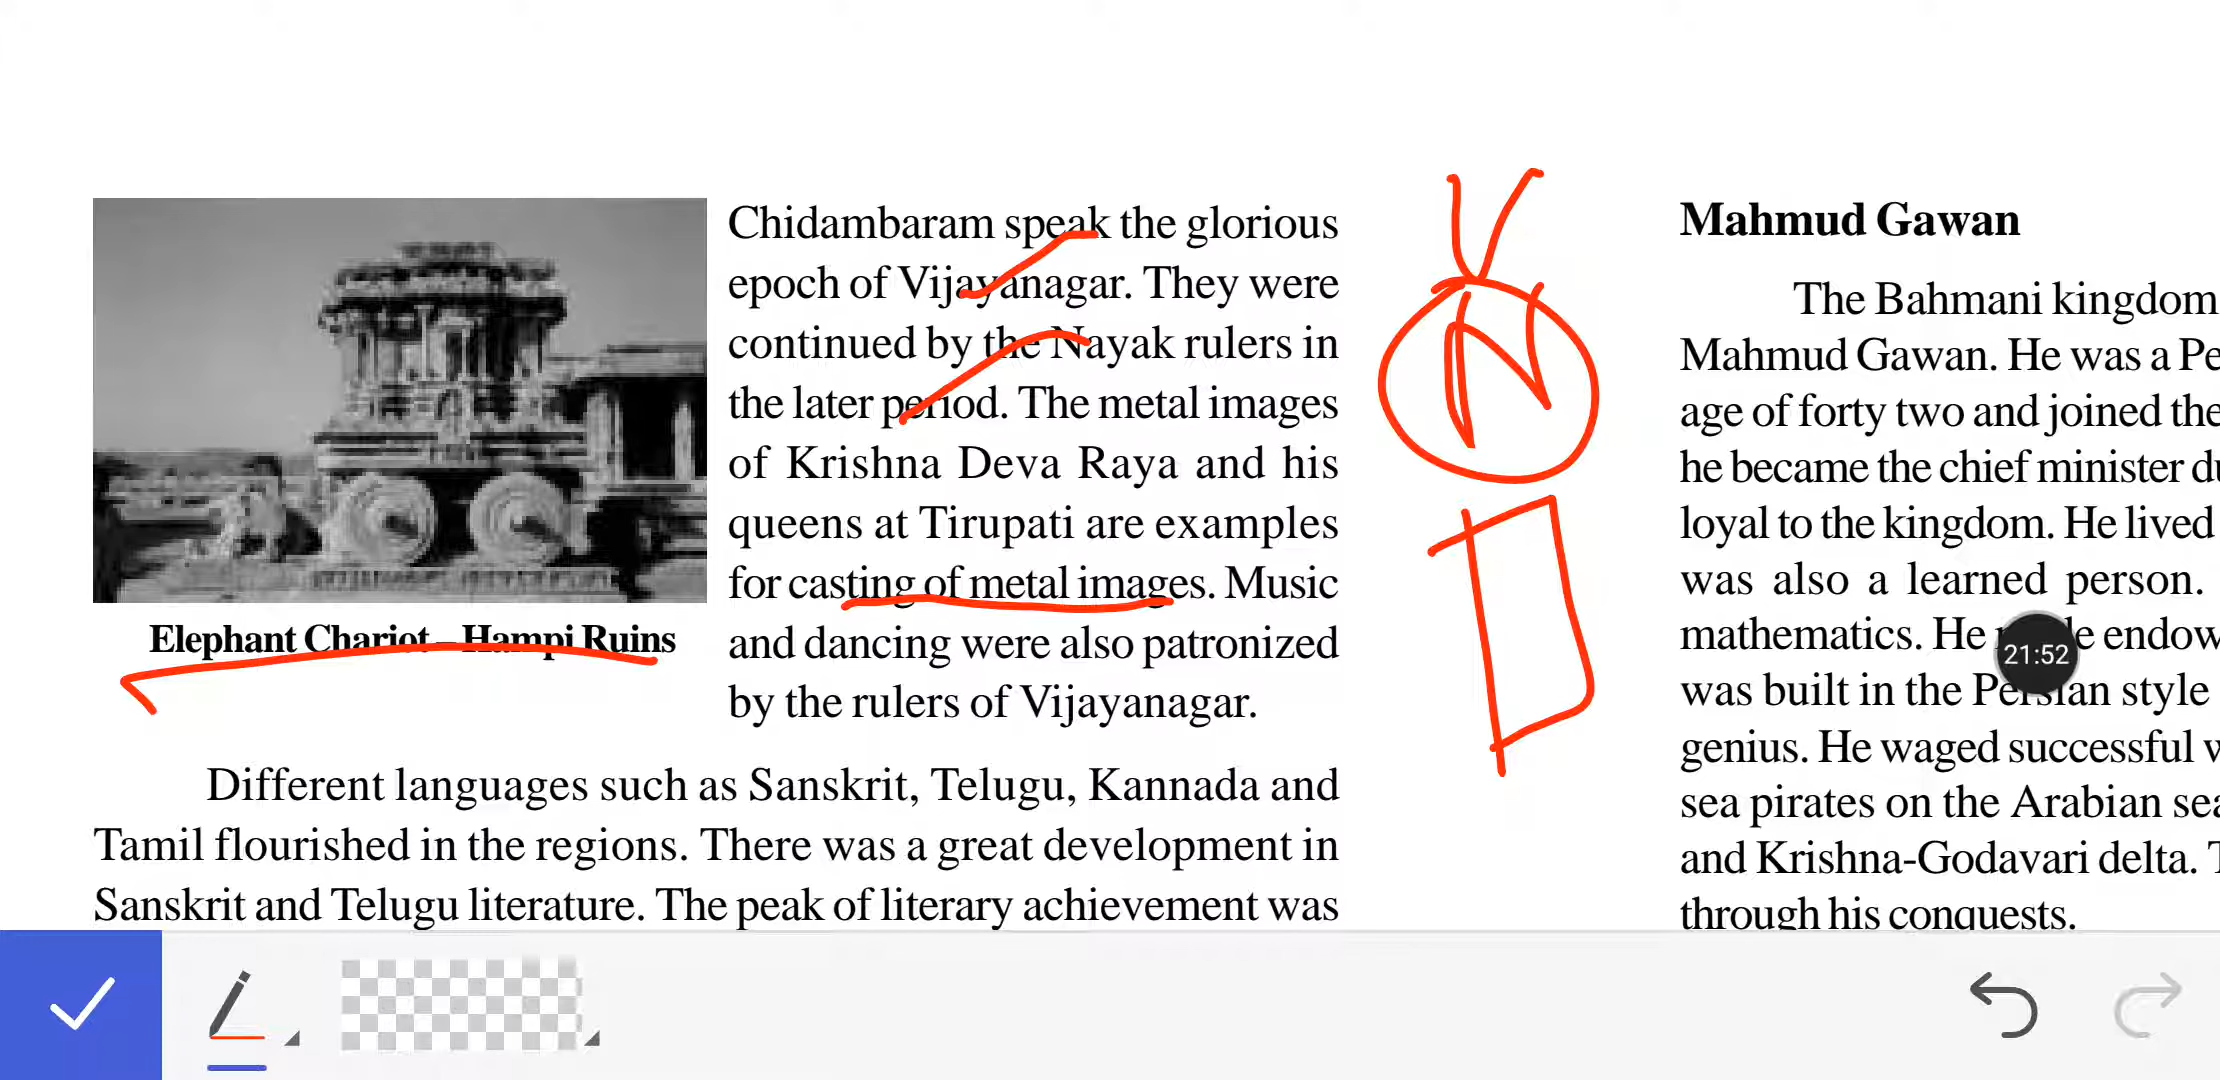 Chidambaram speak the glorious
epoch of Vijayanagar. They were
continued by the Nayak rulers in
the later period. The metal images
of Krishna Deva Raya and his
queens at Tirupati are examples
for casting of metal images. Music
and dancing were also patronized
by the rulers of Vijayanagar.
Elephant Chariot – Hampi Ruins
Different languages such as Sanskrit, Telugu, Kannada and
Tamil flourished in the regions. There was a great development in
Sanskrit and Telugu literature. The peak of literary achievement was
V
N
D
Mahmud Gawan
The Bahmani kingdom
Mahmud Gawan. He was a Pe
age of forty two and joined the
he became the chief minister du
loyal to the kingdom. He lived
was also a learned person.
mathematics. He endow
21:52
was built in the Persian style
genius. He waged successful w
sea pirates on the Arabian sea
and Krishna-Godavari delta. T
through his conquests.